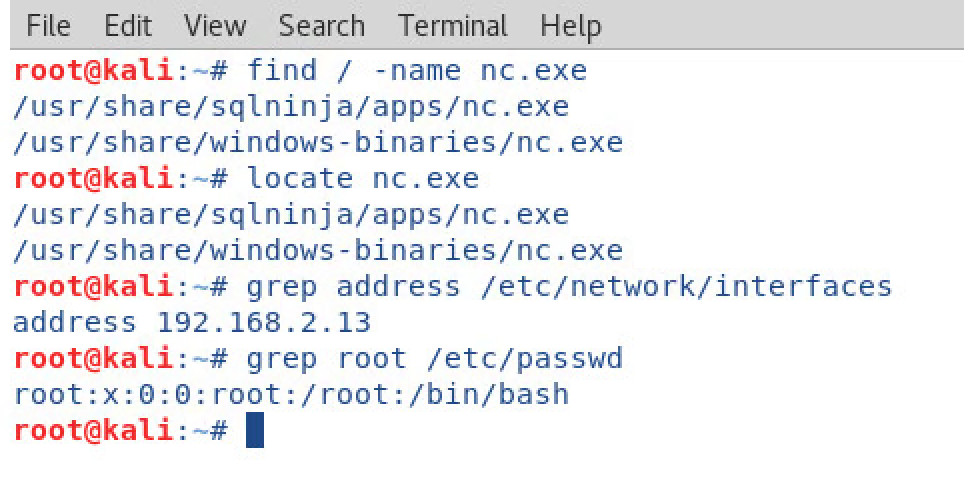 File Edit View Search Terminal Help
root@kali:~# find / -name nc.exe
/usr/share/sqlninja/apps/nc.exe
/usr/share/windows-binaries/nc.exe
root@kali:~# locate nc.exe
/usr/share/sqlninja/apps/nc.exe
/usr/share/windows-binaries/nc.exe
root@kali:~# grep address /etc/network/interfaces
address 192.168.2.13
root@kali:~# grep root /etc/passwd
root:x:0:0:root:/root:/bin/bash
root@kali:~#